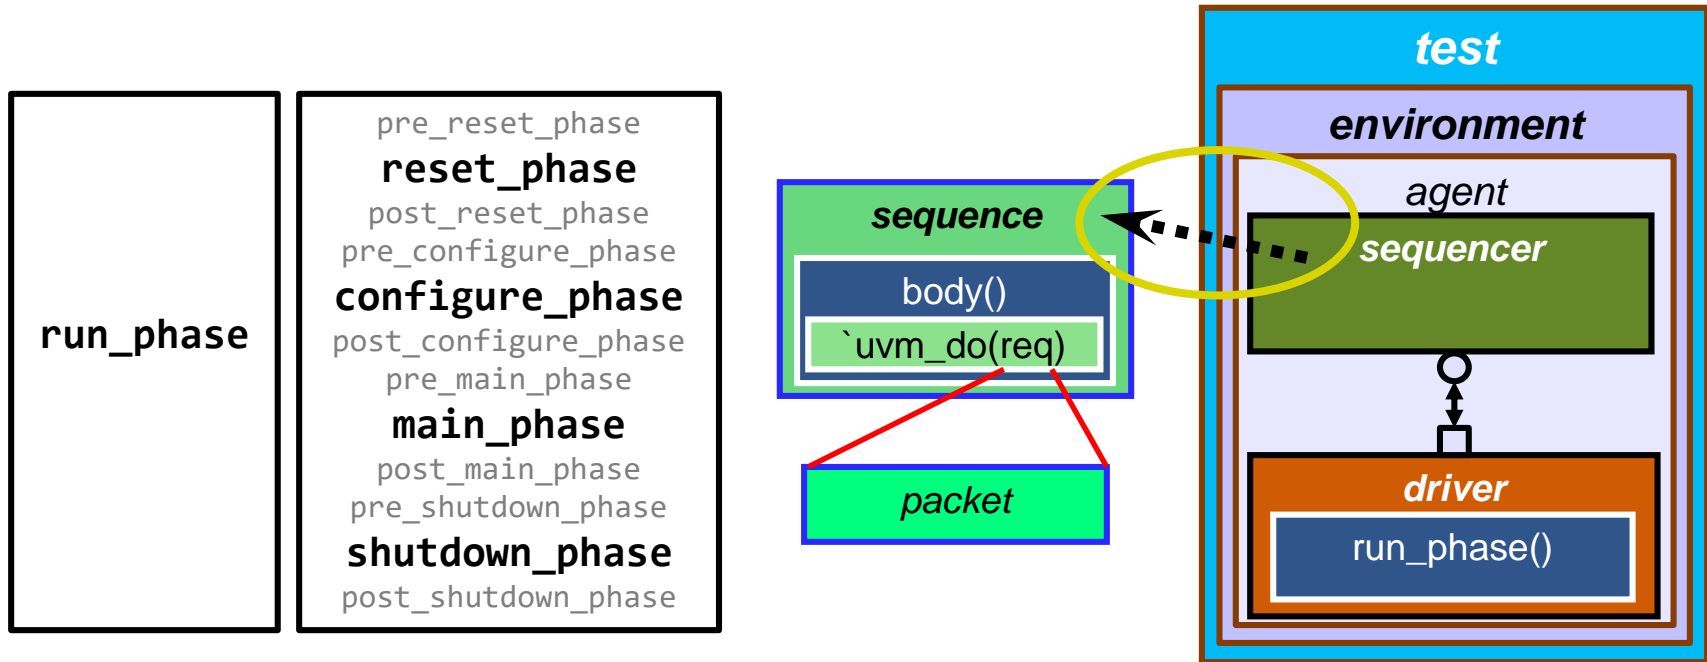 run_phase
pre_reset_phase
reset_phase
post_reset_phase
pre_configure_phase
configure_phase
post_configure_phase
pre_main_phase
main_phase
post_main_phase
pre_shutdown_phase
shutdown_phase
post_shutdown_phase
sequence
body()
`uvm_do(req)
packet
test
environment
agent
sequencer
driver
run_phase()